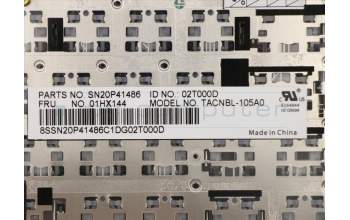 PARTS NO. SN20P41486 ID NO.: 02T000D
FRU NO. 01HX144 MODEL NO. TACNBL-105A0
8SSN20P41486C1DG02T000D
Made in China